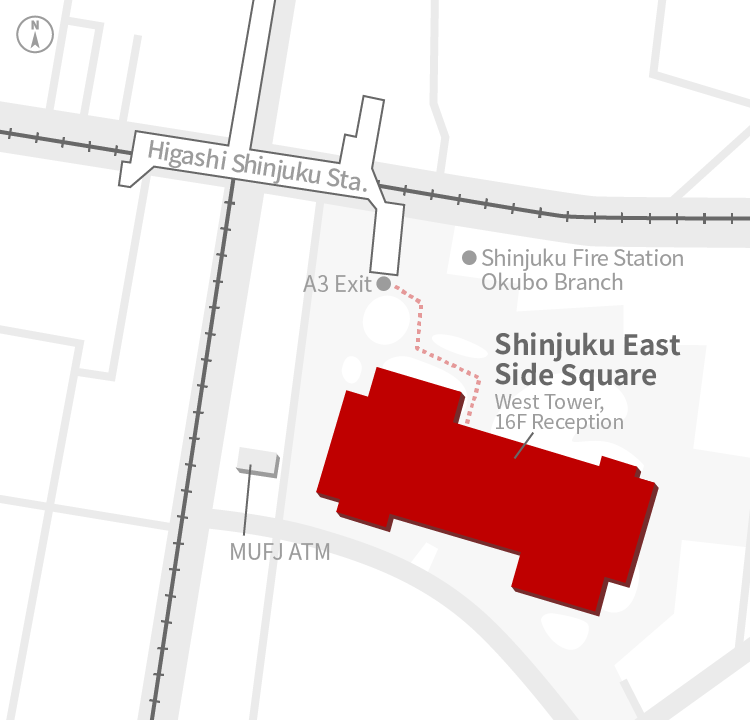 N
Higashi Shinjuku Sta.
Shinjuku Fire Station
Okubo Branch
A3 Exit
Shinjuku East
Side Square
West Tower,
16F Reception
MUFJ ATM